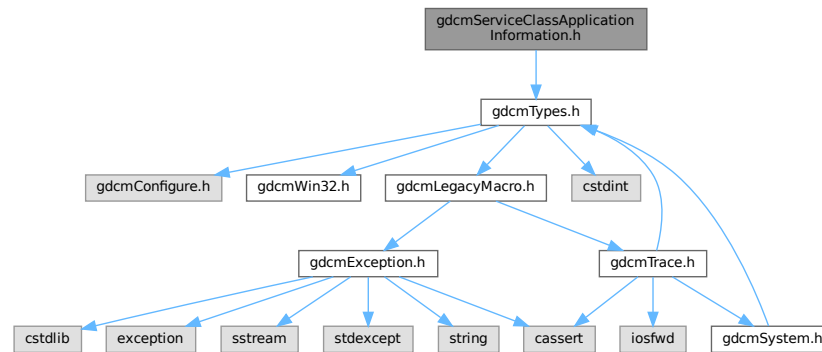 gdcmServiceClassApplication
Information.h
gdcmTypes.h
gdcmConfigure.h
gdcmWin32.h
gdcmLegacyMacro.h
cstdint
gdcmException.h
gdcmTrace.h
cstdlib
exception
sstream
stdexcept
string
cassert
iosfwd
gdcmSystem.h